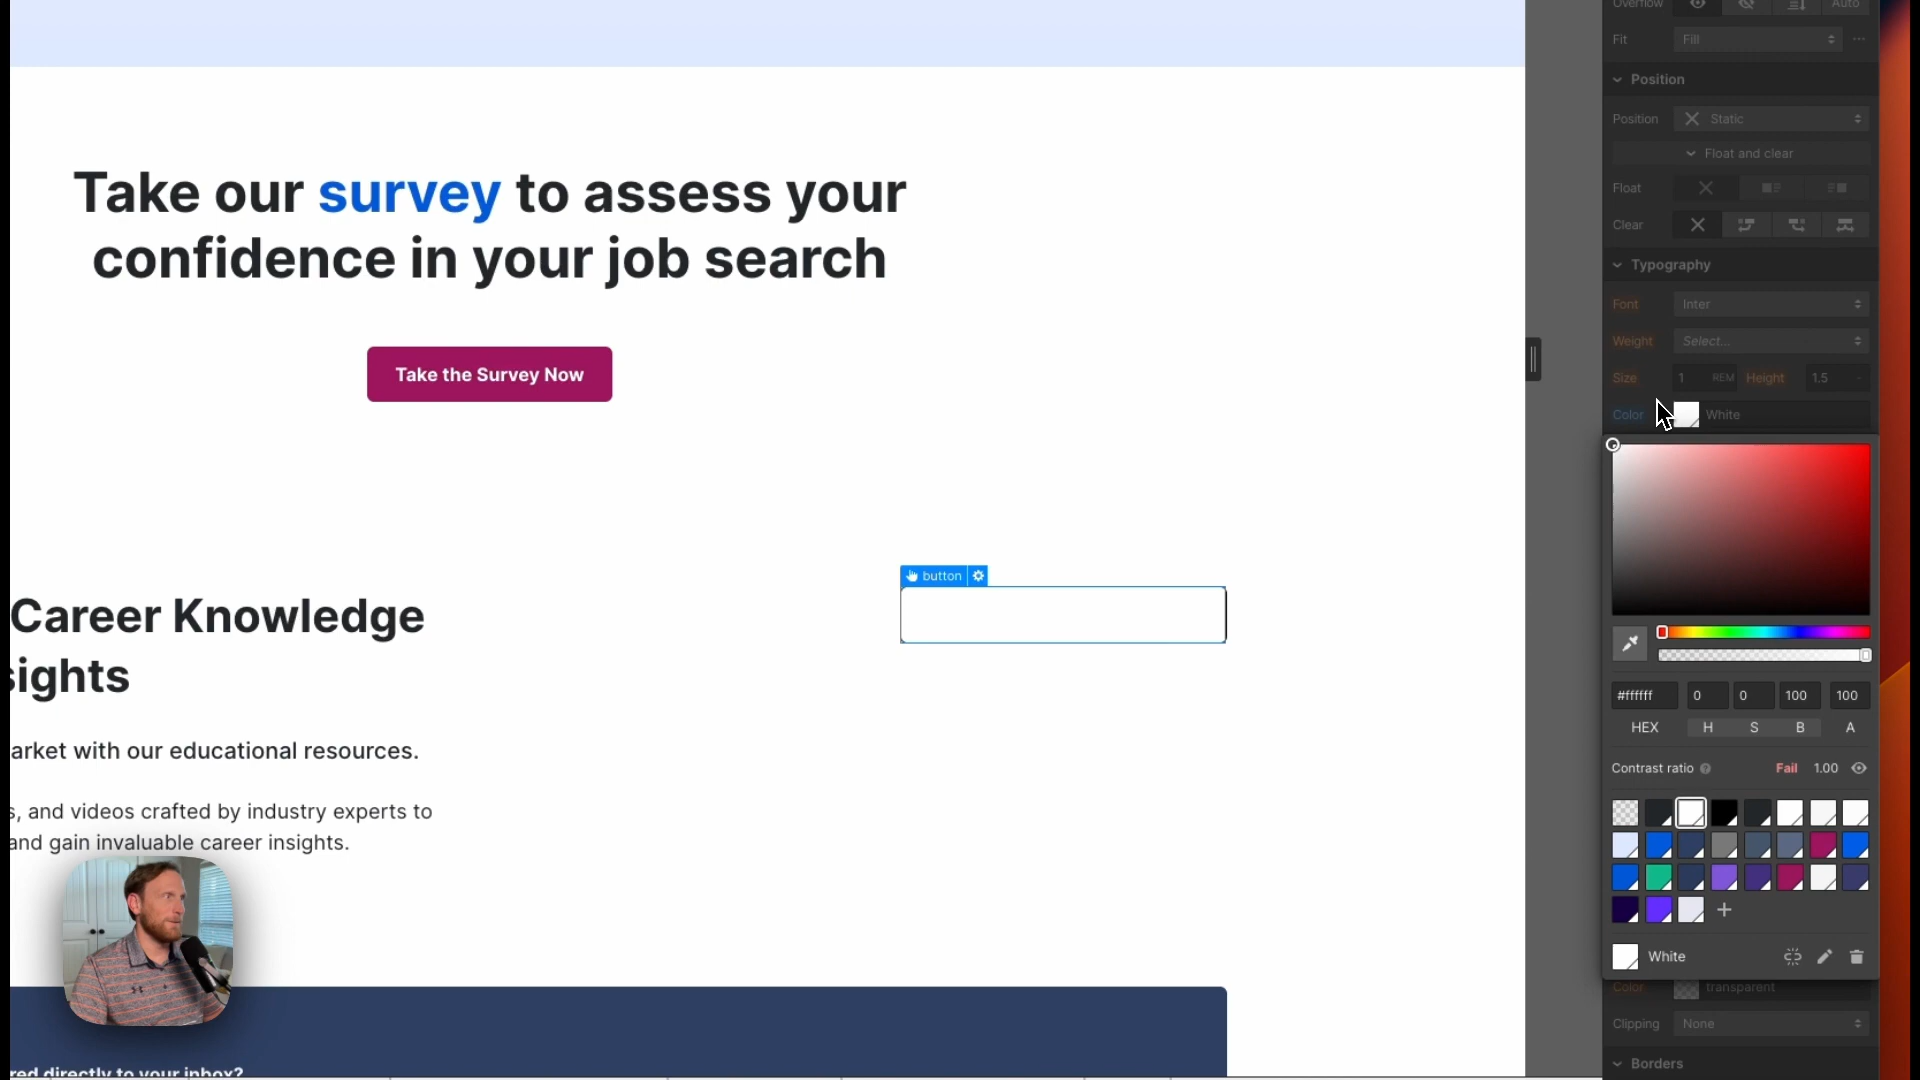 Take our survey to assess your
confidence in your job search
Take the Survey Now
button
Career Knowledge
sights
arket with our educational resources.
s, and videos crafted by industry experts to
and gain invaluable career insights.
red directly to your inbox?
Overflow Auto
Fit Fill
Position
Position Static
Float and clear
Float
Clear
Typography
Font Inter
Weight Select...
Size 1 REM Height 1.5 -
Color White
#ffffff 0 0 100 100
HEX H S B A
Contrast ratio Fail 1.00
White
Color transparent
Clipping None
Borders